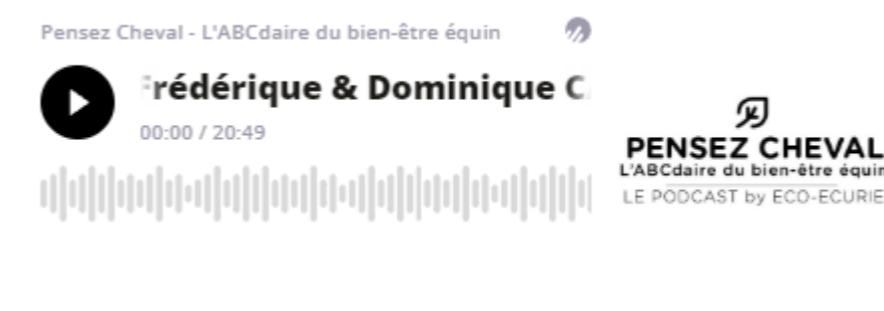 Pensez Cheval - L'ABCdaire du bien-être équin
Frédérique & Dominique C
00:00 / 20:49
PENSEZ CHEVAL
L'ABCdaire du bien-être équin
LE PODCAST by ECO-ECURIE